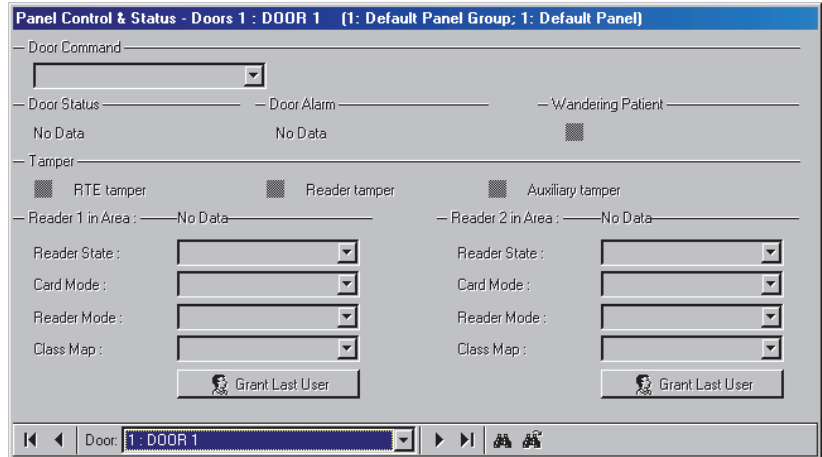 Panel Control & Status - Doors 1 : DOOR 1 (1: Default Panel Group; 1: Default Panel)
Door Command
Door Status Door Alarm Wandering Patient
No Data No Data
Tamper
RTE tamper Reader tamper Auxiliary tamper
Reader 1 in Area : No Data Reader 2 in Area : No Data
Reader State : Reader State :
Card Mode : Card Mode :
Reader Mode : Reader Mode :
Class Map : Class Map :
Grant Last User Grant Last User
Door: 1 : DOOR 1